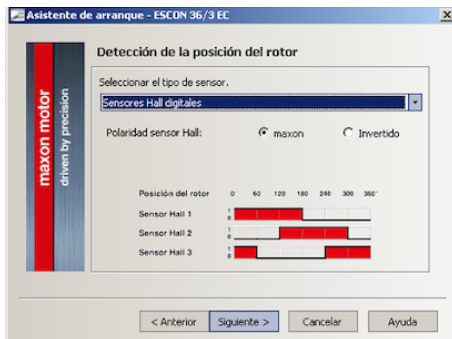 Asistente de arranque - ESCON 36/3 EC
maxon motor
driven by precision
Detección de la posición del rotor
Seleccionar el tipo de sensor.
Sensores Hall digitales
Polaridad sensor Hall: maxon Invertido
Posición del rotor 0 60 120 180 240 300 360°
Sensor Hall 1 1 0
Sensor Hall 2 1 0
Sensor Hall 3 1 0
< Anterior Siguiente > Cancelar Ayuda